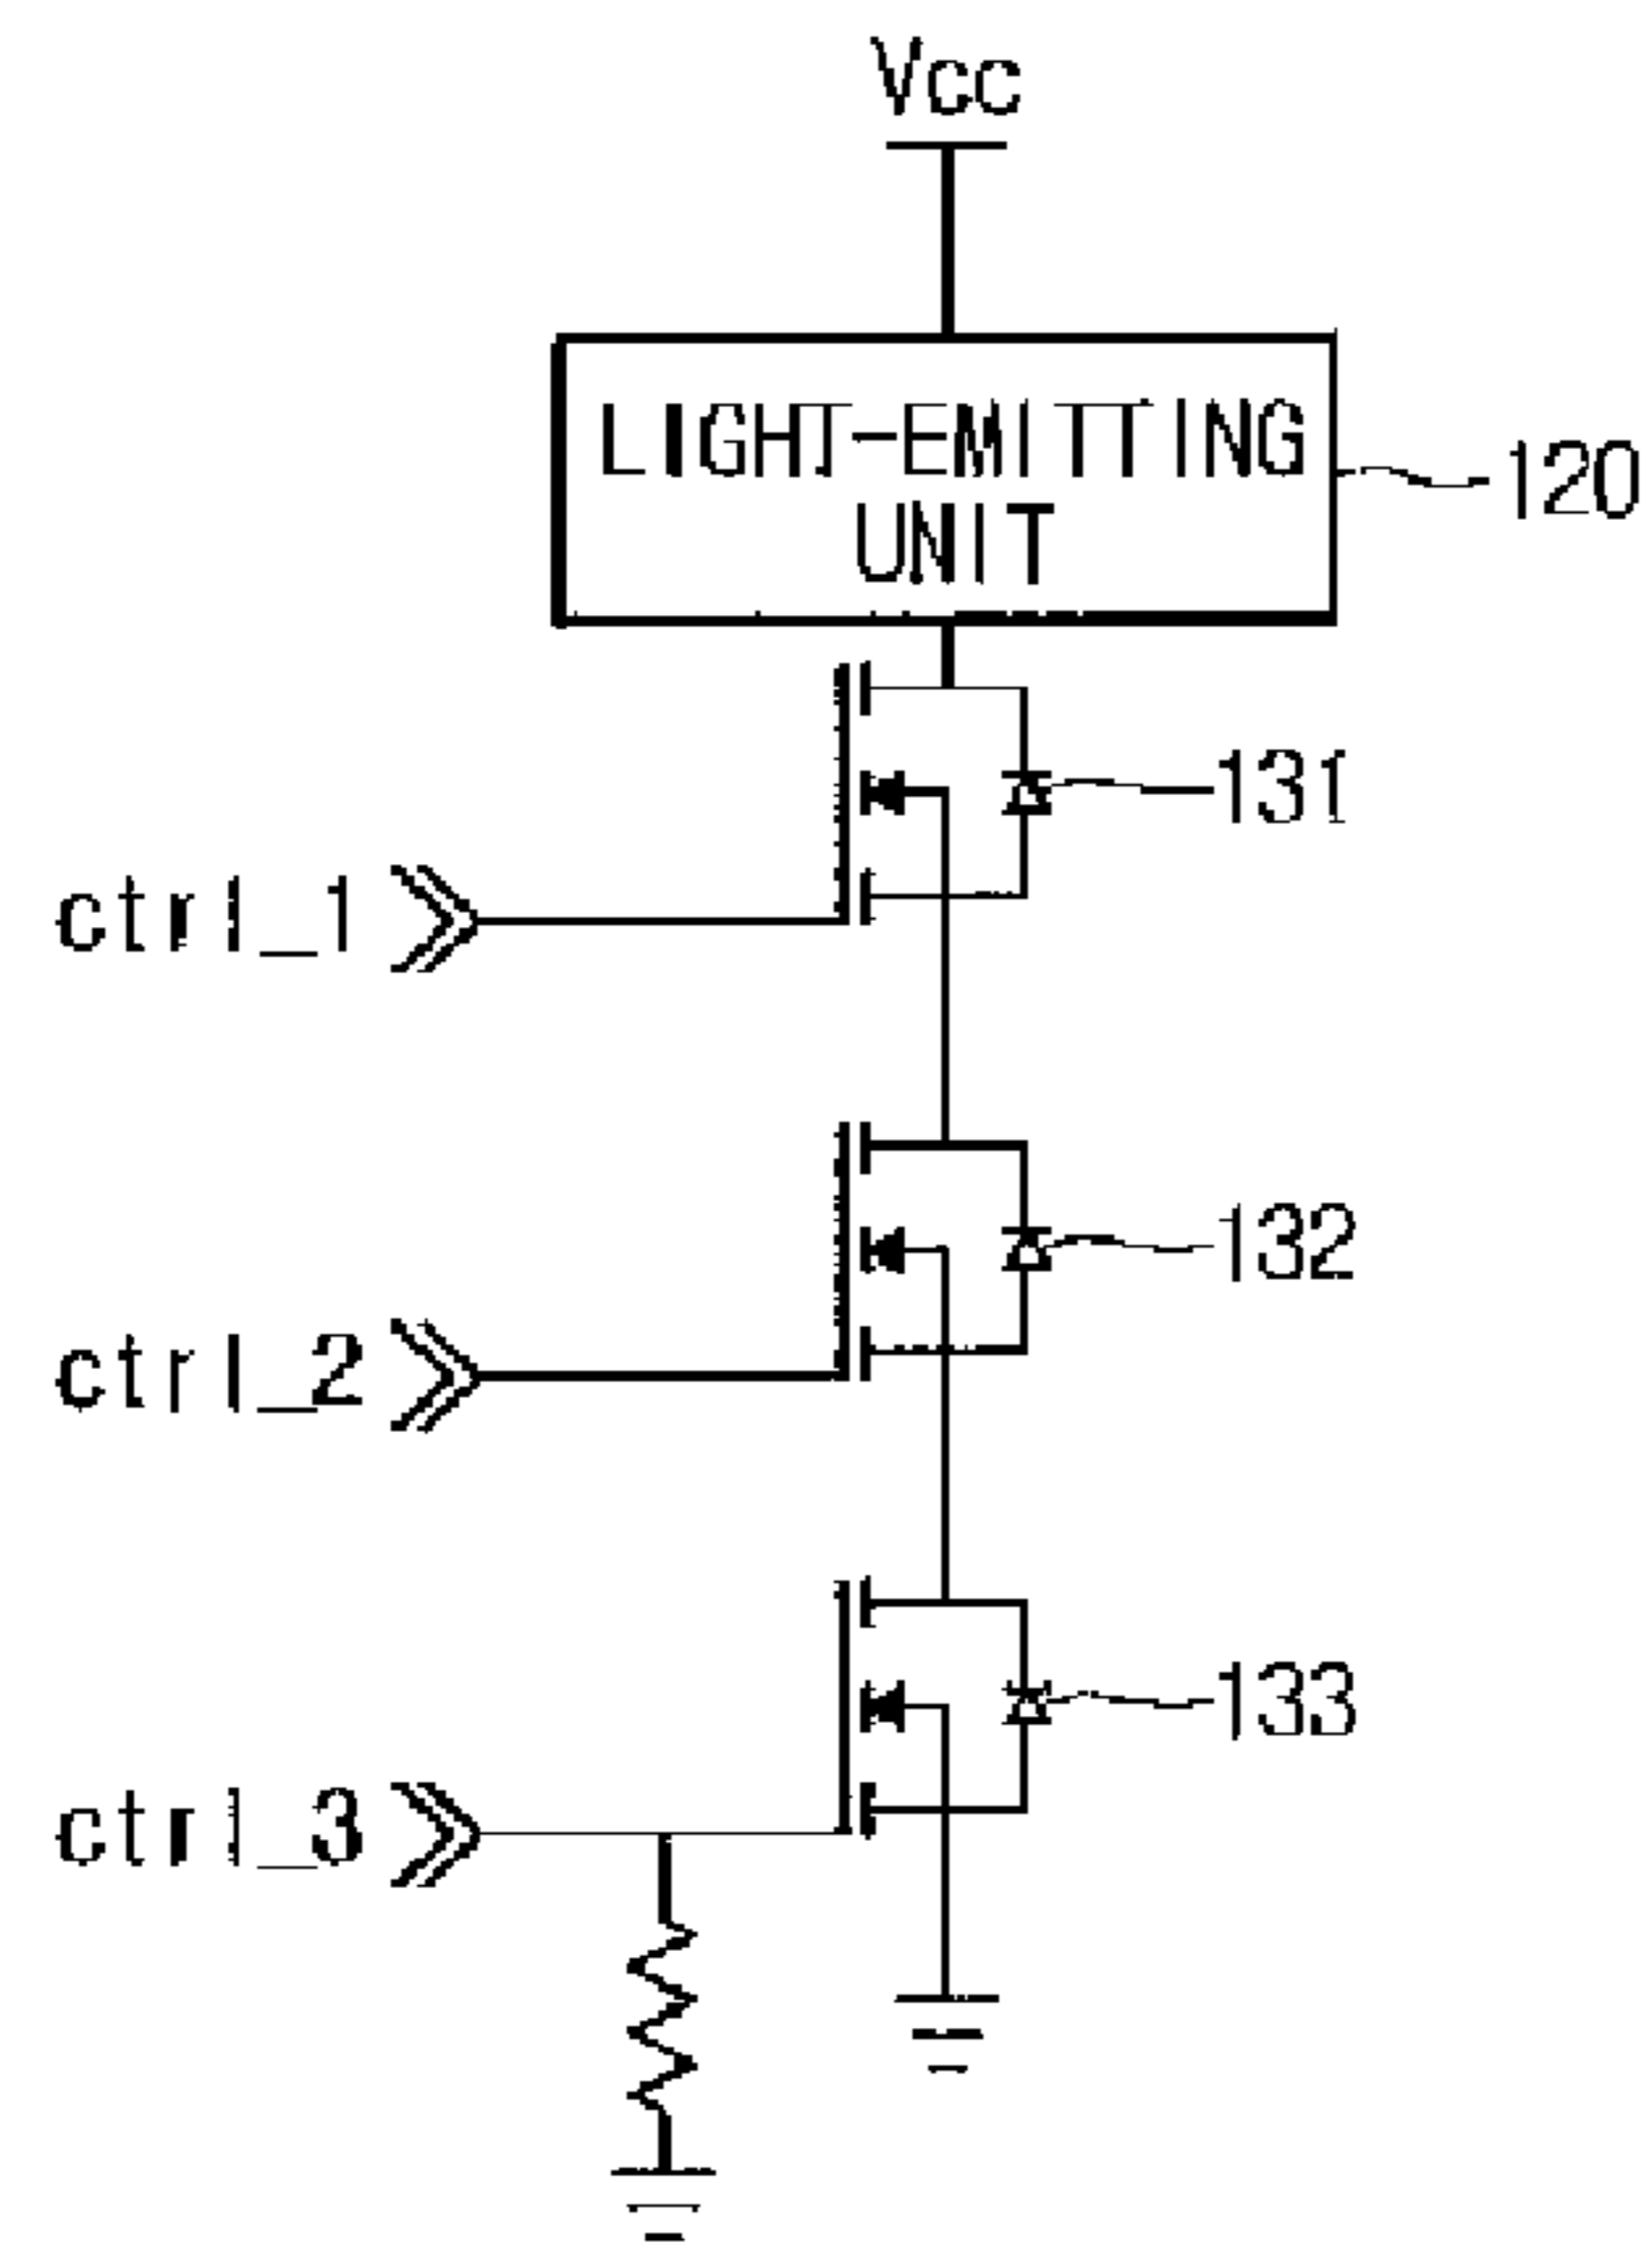 Vcc
LIGHT-EMITTING
UNIT
120
131
ctrl_1
132
ctrl_2
133
ctrl_3